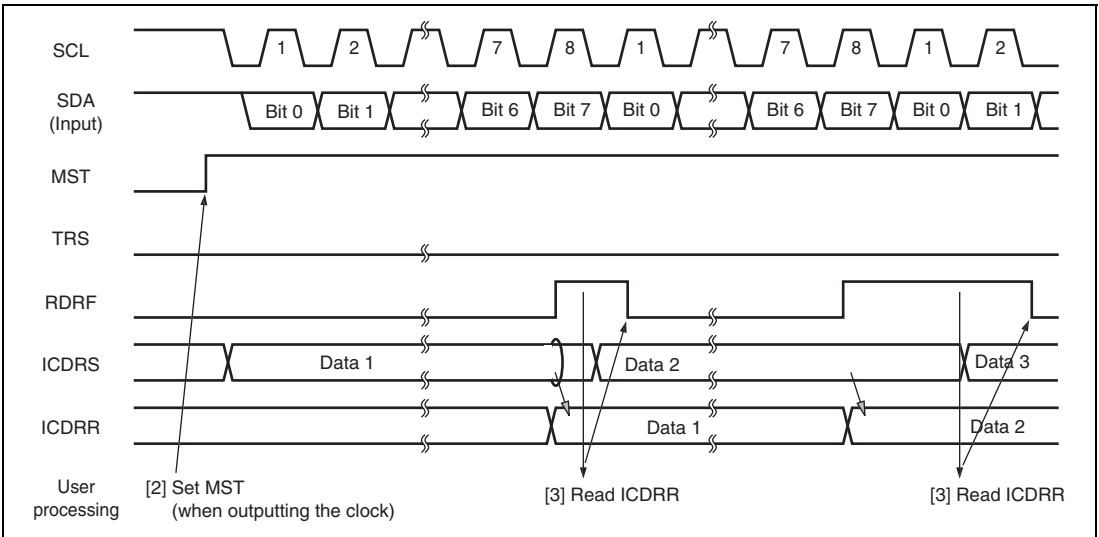 SCL 1 2 7 8 1 7 8 1 2
SDA
(Input) Bit 0 Bit 1 Bit 6 Bit 7 Bit 0 Bit 6 Bit 7 Bit 0 Bit 1
MST
TRS
RDRF
ICDRS Data 1 Data 2 Data 3
ICDRR Data 1 Data 2
User
processing
[2] Set MST
(when outputting the clock)
[3] Read ICDRR
[3] Read ICDRR